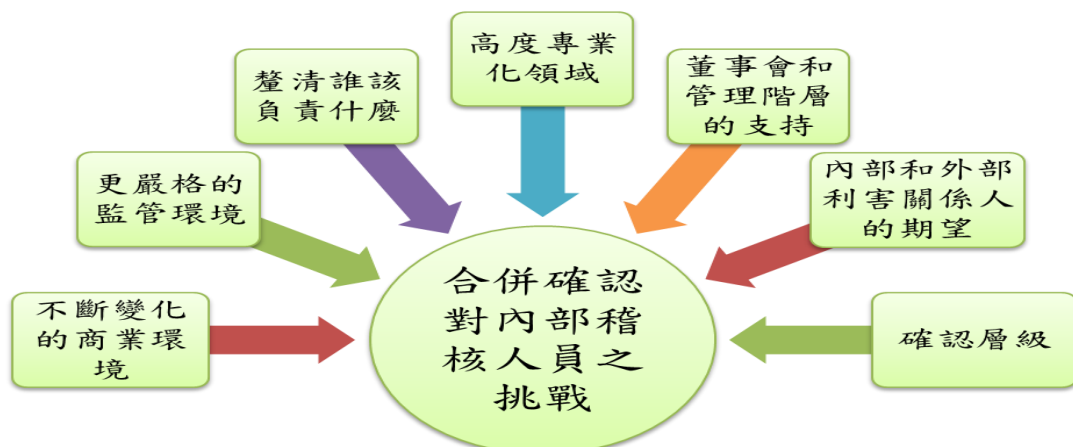 不斷變化
的商業環
境
更嚴格的
監管環境
釐清誰該
負責什麼
高度專業
化領域
董事會和
管理階層
的支持
內部和外部
利害關係人
的期望
確認層級
合併確認
對內部稽
核人員之
挑戰